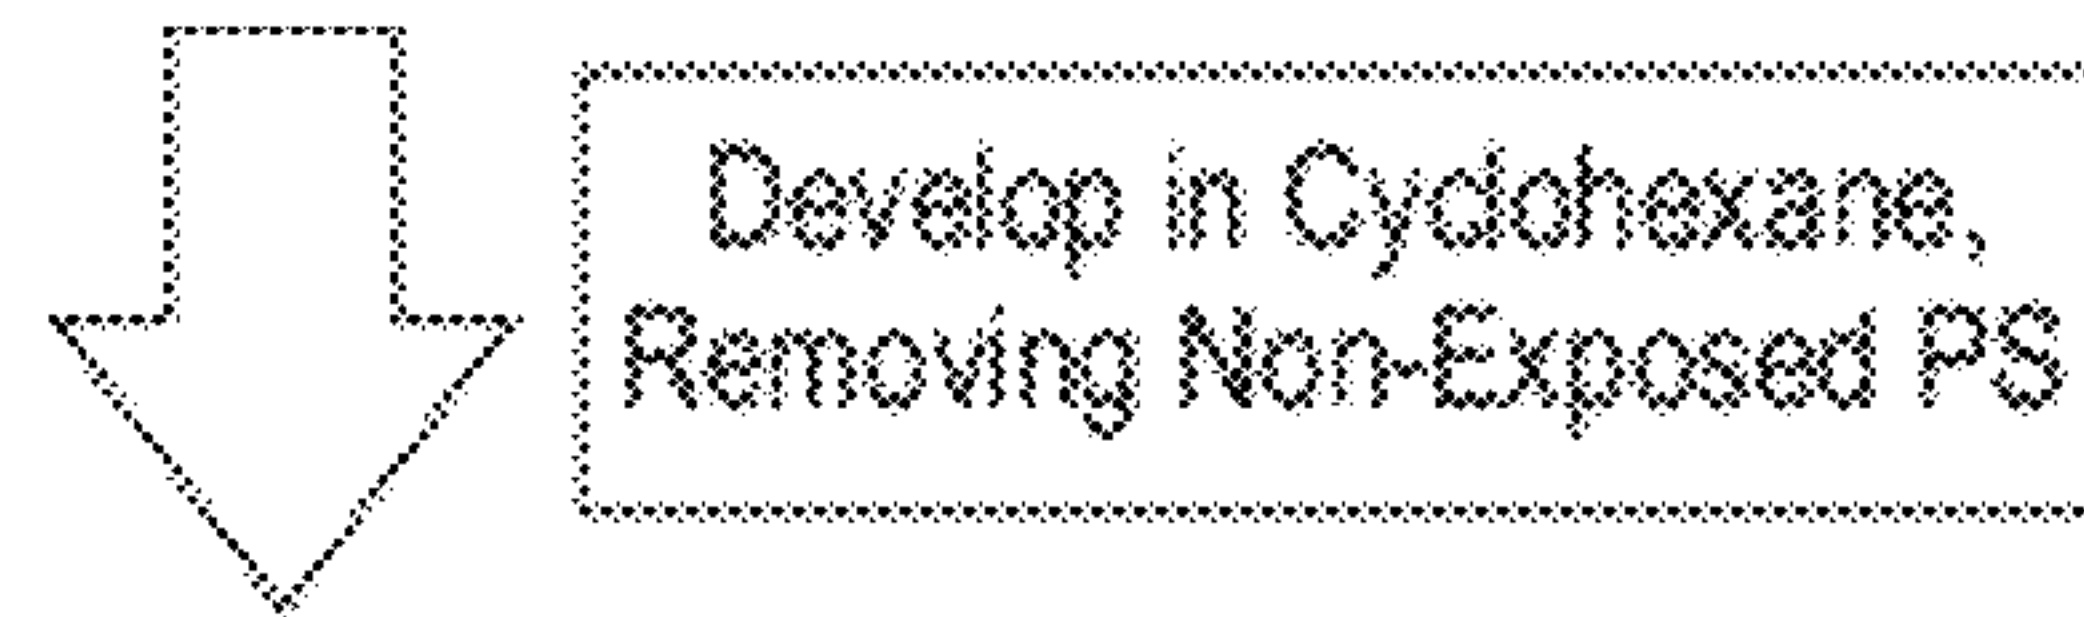 Develop in Cyclohexane,
Removing Non-Exposed PS